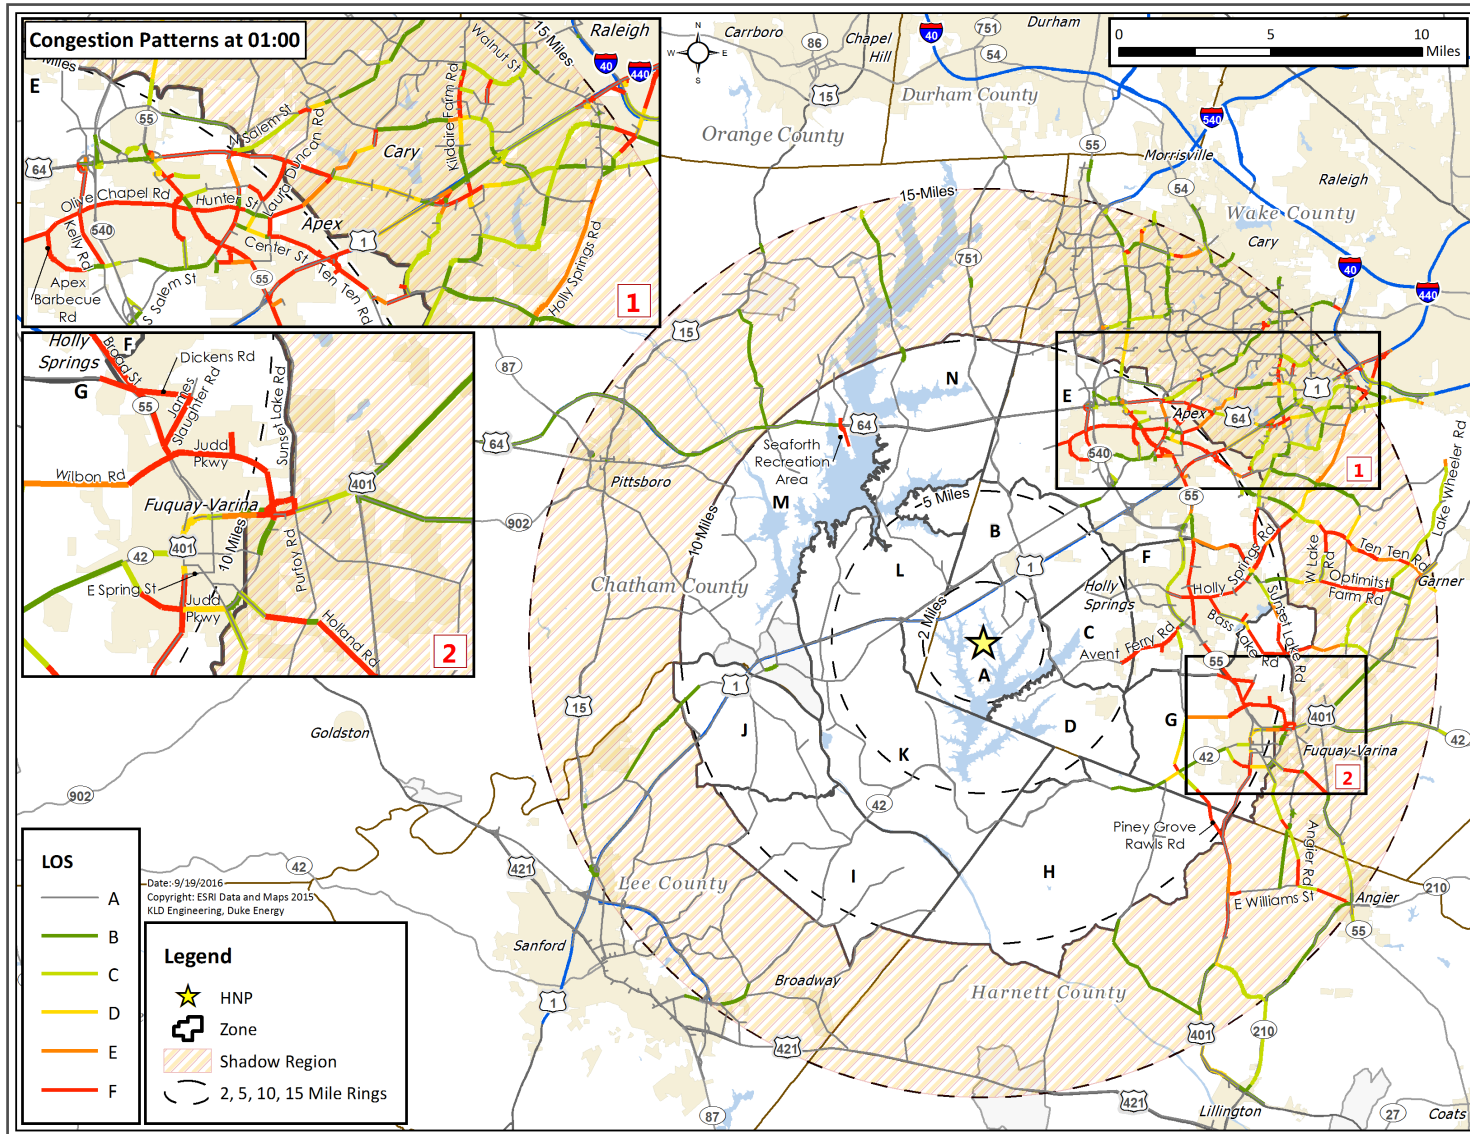 Congestion Patterns at 01:00
Miles
E
55
64
N Salem St
Laura Duncan Rd
Walnut St
15 Miles
Raleigh
40
440
Kildaire Farm Rd
Cary
Olive Chapel Rd
Hunter St
Apex
Kelly Rd
540
Center St
1
Ten Ten Rd
Holly Springs Rd
55
S Salem St
Apex
Barbecue
Rd
1
Holly
Springs
F
Broad St
Dickens Rd
G
55
James
Slaughter Rd
Sunset Lake Rd
Judd
Pkwy
Wilbon Rd
401
Fuquay-Varina
10 Miles
Purfoy Rd
42
401
E Spring St
Judd
Pkwy
Holland Rd
2
N
W
E
S
Carrboro
86
Chapel
Hill
15
40
751
54
Durham
Durham County
Orange County
0
5
10
Miles
540
55
Morrisville
54
Raleigh
Wake County
Cary
40
440
15 Miles
751
15
87
64
64
Seaforth
Recreation
Area
N
E
Apex
64
1
540
1
55
Pittsboro
902
M
10 Miles
5 Miles
B
L
1
F
Holly
Springs
Holly Springs Rd
W Lake
Rd
Ten Ten Rd
Lake Wheeler Rd
Optimitst
Farm Rd
Garner
Chatham County
2 Miles
A
C
Avent Ferry Rd
Bass Lake
Rd
Sunset Lake Rd
55
1
15
J
K
D
G
401
42
Fuquay-Varina
42
2
Goldston
902
42
Piney Grove
Rawls Rd
Angier Rd
H
I
421
42
Lee County
E Williams St
Angier
210
55
Sanford
1
Broadway
Harnett County
421
401
210
421
Lillington
87
27
Coats
LOS
A
B
C
D
E
F
Date: 9/19/2016
Copyright: ESRI Data and Maps 2015
KLD Engineering, Duke Energy
Legend
HNP
Zone
Shadow Region
2, 5, 10, 15 Mile Rings